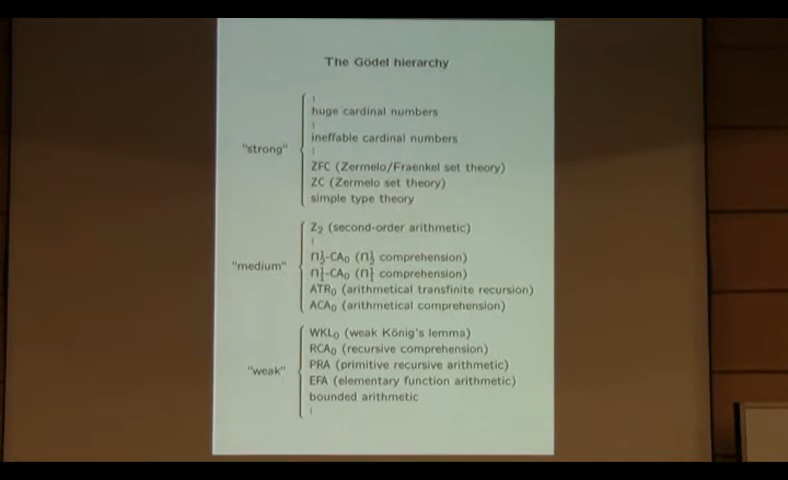 The Gödel hierarchy
⋮
huge cardinal numbers
⋮
ineffable cardinal numbers
⋮
"strong"
ZFC (Zermelo/Fraenkel set theory)
ZC (Zermelo set theory)
simple type theory
Z₂ (second-order arithmetic)
⋮
"medium"
Π¹₂-CA₀ (Π¹₂ comprehension)
Π¹₁-CA₀ (Π¹₁ comprehension)
ATR₀ (arithmetical transfinite recursion)
ACA₀ (arithmetical comprehension)
WKL₀ (weak König's lemma)
RCA₀ (recursive comprehension)
"weak"
PRA (primitive recursive arithmetic)
EFA (elementary function arithmetic)
bounded arithmetic
⋮